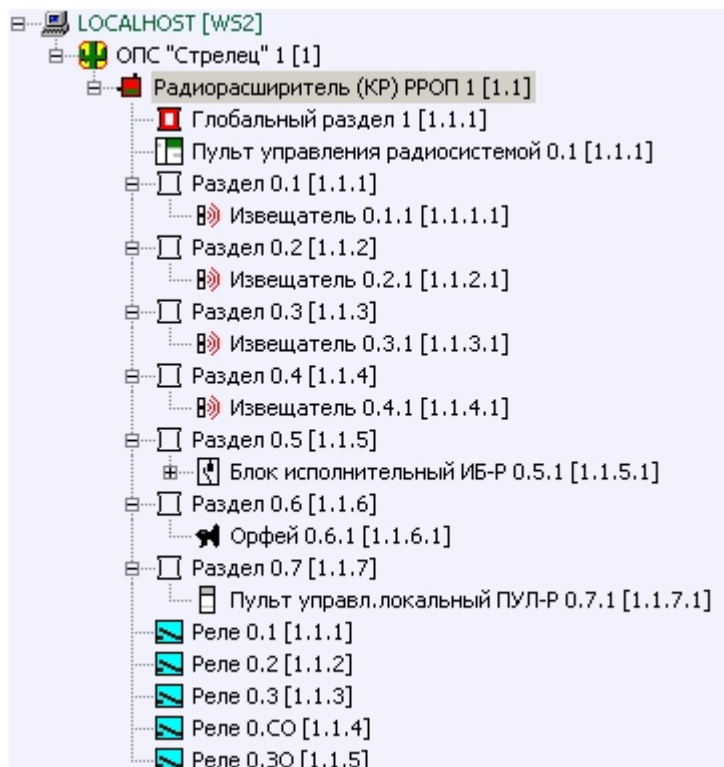 LOCALHOST [WS2]
ОПС "Стрелец" 1 [1]
Радиорасширитель (КР) РРОП 1 [1.1]
Глобальный раздел 1 [1.1.1]
Пульт управления радиосистемой 0.1 [1.1.1]
Раздел 0.1 [1.1.1]
Извещатель 0.1.1 [1.1.1.1]
Раздел 0.2 [1.1.2]
Извещатель 0.2.1 [1.1.2.1]
Раздел 0.3 [1.1.3]
Извещатель 0.3.1 [1.1.3.1]
Раздел 0.4 [1.1.4]
Извещатель 0.4.1 [1.1.4.1]
Раздел 0.5 [1.1.5]
Блок исполнительный ИБ-Р 0.5.1 [1.1.5.1]
Раздел 0.6 [1.1.6]
Орфей 0.6.1 [1.1.6.1]
Раздел 0.7 [1.1.7]
Пульт управл.локальный ПУЛ-Р 0.7.1 [1.1.7.1]
Реле 0.1 [1.1.1]
Реле 0.2 [1.1.2]
Реле 0.3 [1.1.3]
Реле 0.СО [1.1.4]
Реле 0.ЗО [1.1.5]